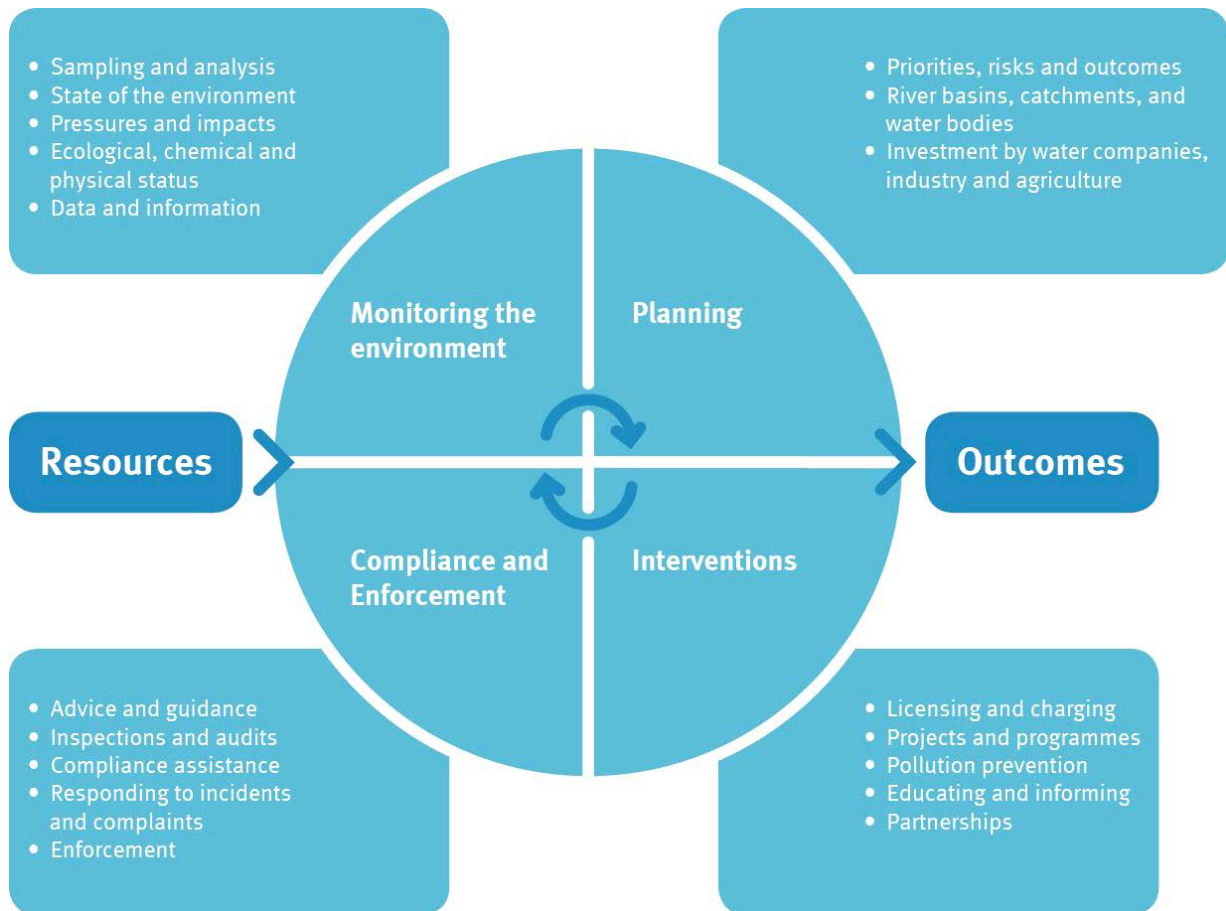 • Sampling and analysis
• State of the environment
• Pressures and impacts
• Ecological, chemical and
physical status
• Data and information
• Priorities, risks and outcomes
• River basins, catchments, and
water bodies
• Investment by water companies,
industry and agriculture
Monitoring the
environment
Planning
Resources
Outcomes
Compliance and
Enforcement
Interventions
• Advice and guidance
• Inspections and audits
• Compliance assistance
• Responding to incidents
and complaints
• Enforcement
• Licensing and charging
• Projects and programmes
• Pollution prevention
• Educating and informing
• Partnerships